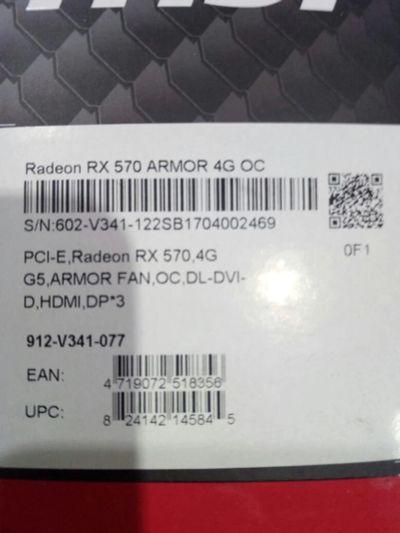 msi
Radeon RX 570 ARMOR 4G OC
S/N:602-V341-122SB1704002469
PCI-E,Radeon RX 570,4G
G5,ARMOR FAN,OC,DL-DVI-
D,HDMI,DP*3
0F1
912-V341-077
EAN:
4 719072 518356
UPC:
8 24142 14584 5